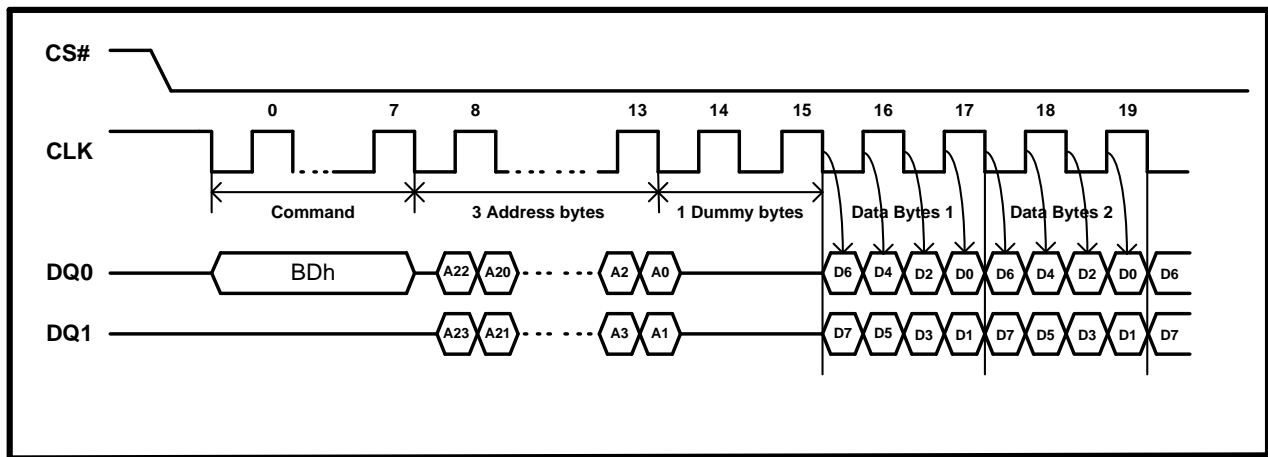 CS#
0 7 8 13 14 15 16 17 18 19
CLK
Command 3 Address bytes 1 Dummy bytes Data Bytes 1 Data Bytes 2
DQ0 BDh A22 A20 A2 A0 D6 D4 D2 D0 D6 D4 D2 D0 D6
DQ1 A23 A21 A3 A1 D7 D5 D3 D1 D7 D5 D3 D1 D7